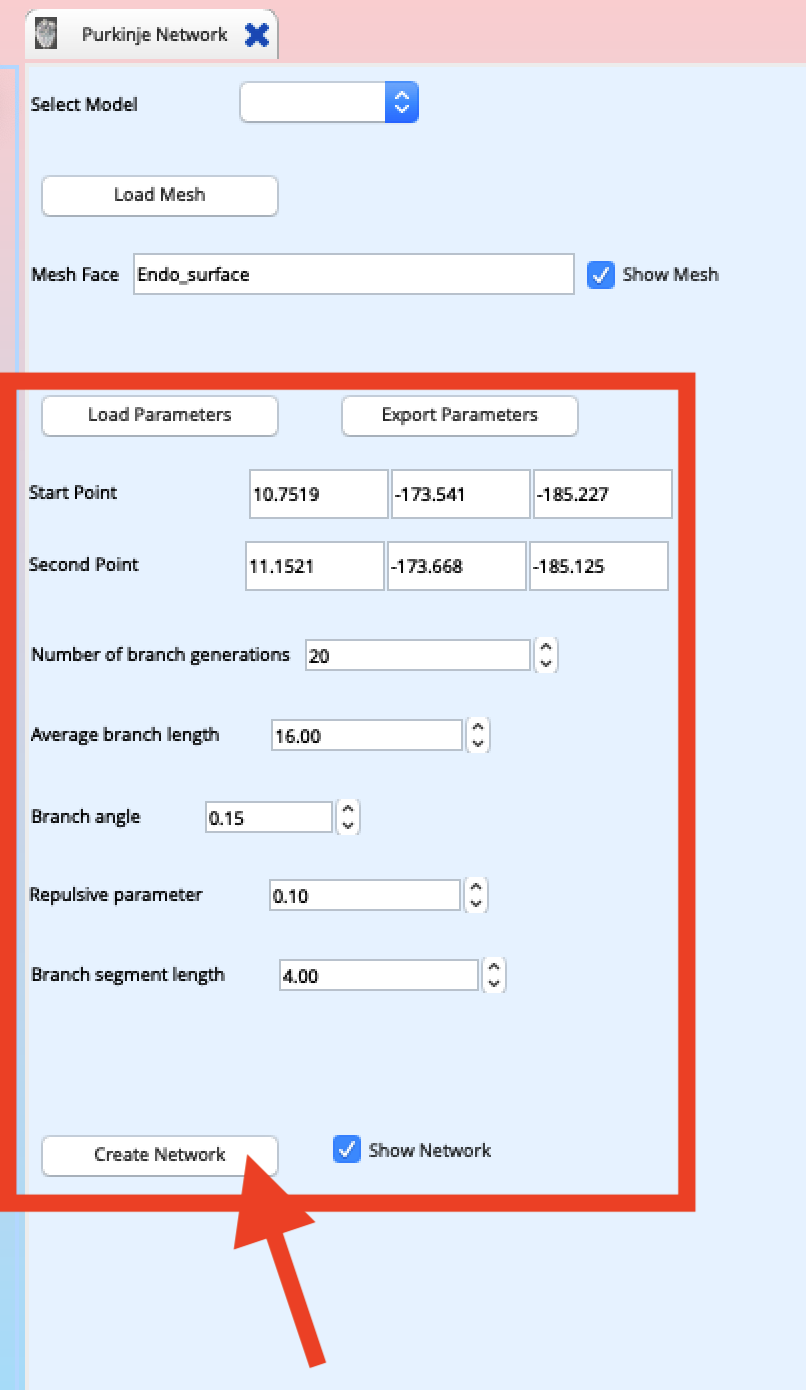 Purkinje Network
Select Model
Load Mesh
Mesh Face Endo_surface Show Mesh
Load Parameters Export Parameters
Start Point 10.7519 -173.541 -185.227
Second Point 11.1521 -173.668 -185.125
Number of branch generations 20
Average branch length 16.00
Branch angle 0.15
Repulsive parameter 0.10
Branch segment length 4.00
Create Network Show Network